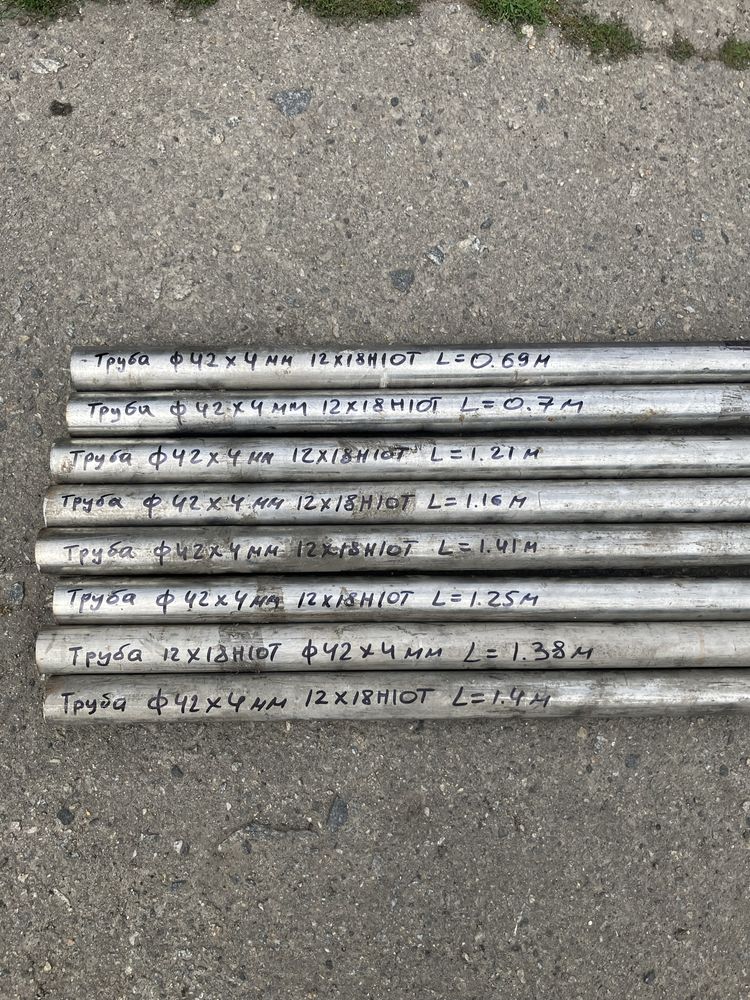 Труба ф42х4 мм 12Х18Н10Т L=0.69м
Труба ф42х4 мм 12Х18Н10Т L=0.7м
Труба ф42х4 мм 12Х18Н10Т L=1.21м
Труба ф42х4 мм 12Х18Н10Т L=1.16м
Труба ф42х4 мм 12Х18Н10Т L=1.41м
Труба ф42х4 мм 12Х18Н10Т L=1.25м
Труба 12Х18Н10Т ф42х4 мм L=1.38м
Труба ф42х4 мм 12Х18Н10Т L=1.4м